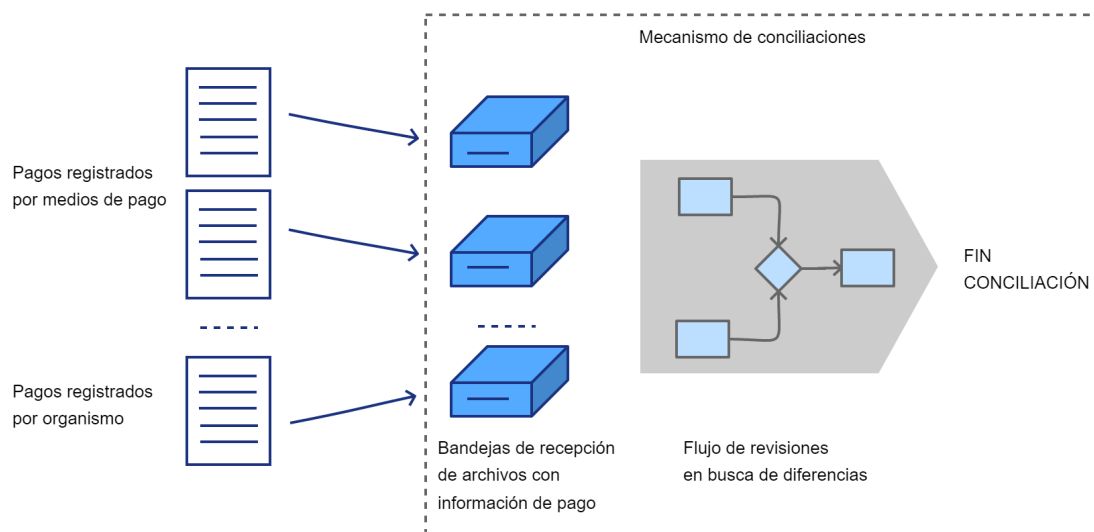 Mecanismo de conciliaciones
Pagos registrados
por medios de pago
Pagos registrados
por organismo
Bandejas de recepción
de archivos con
información de pago
Flujo de revisiones
en busca de diferencias
FIN
CONCILIACIÓN